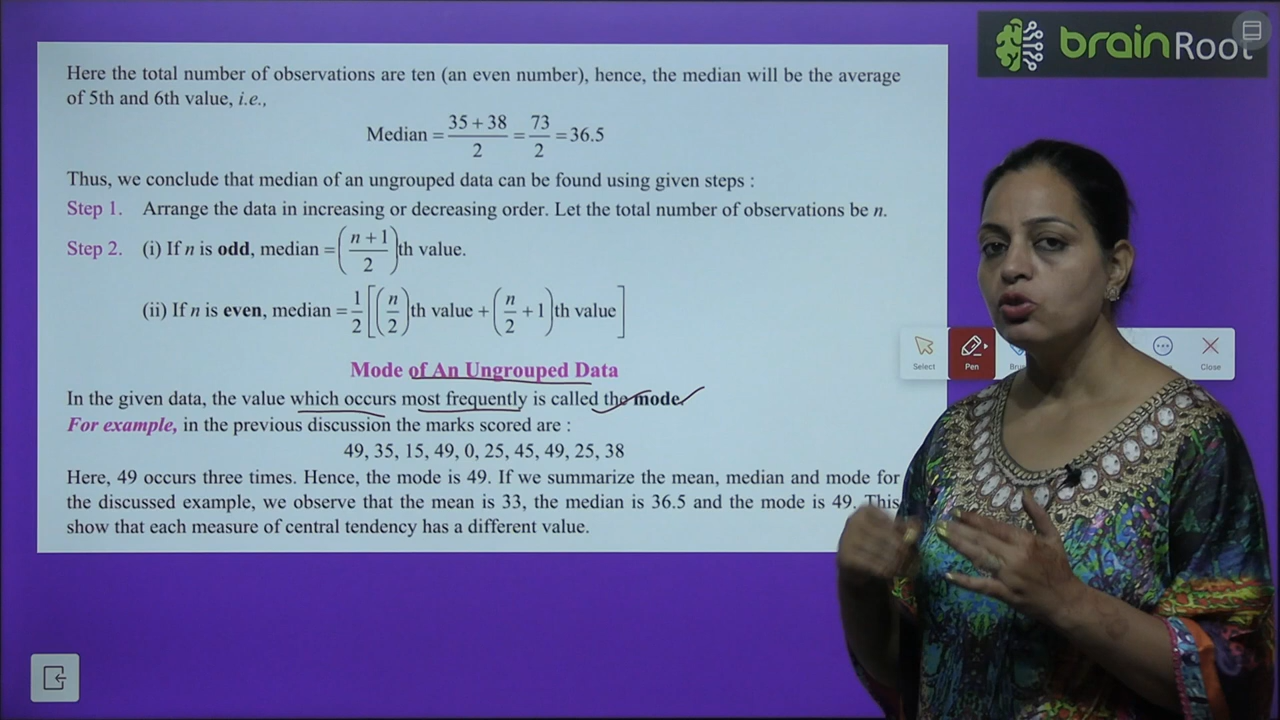 brainRoot
Here the total number of observations are ten (an even number), hence, the median will be the average
of 5th and 6th value, i.e.,
Median = 35 + 38 / 2 = 73 / 2 = 36.5
Thus, we conclude that median of an ungrouped data can be found using given steps :
Step 1. Arrange the data in increasing or decreasing order. Let the total number of observations be n.
Step 2. (i) If n is odd, median = (n + 1 / 2)th value.
(ii) If n is even, median = 1/2 [(n/2)th value + (n/2 + 1)th value]
Mode of An Ungrouped Data
In the given data, the value which occurs most frequently is called the mode.
For example, in the previous discussion the marks scored are :
49, 35, 15, 49, 0, 25, 45, 49, 25, 38
Here, 49 occurs three times. Hence, the mode is 49. If we summarize the mean, median and mode for
the discussed example, we observe that the mean is 33, the median is 36.5 and the mode is 49. This
show that each measure of central tendency has a different value.
Select Pen Close